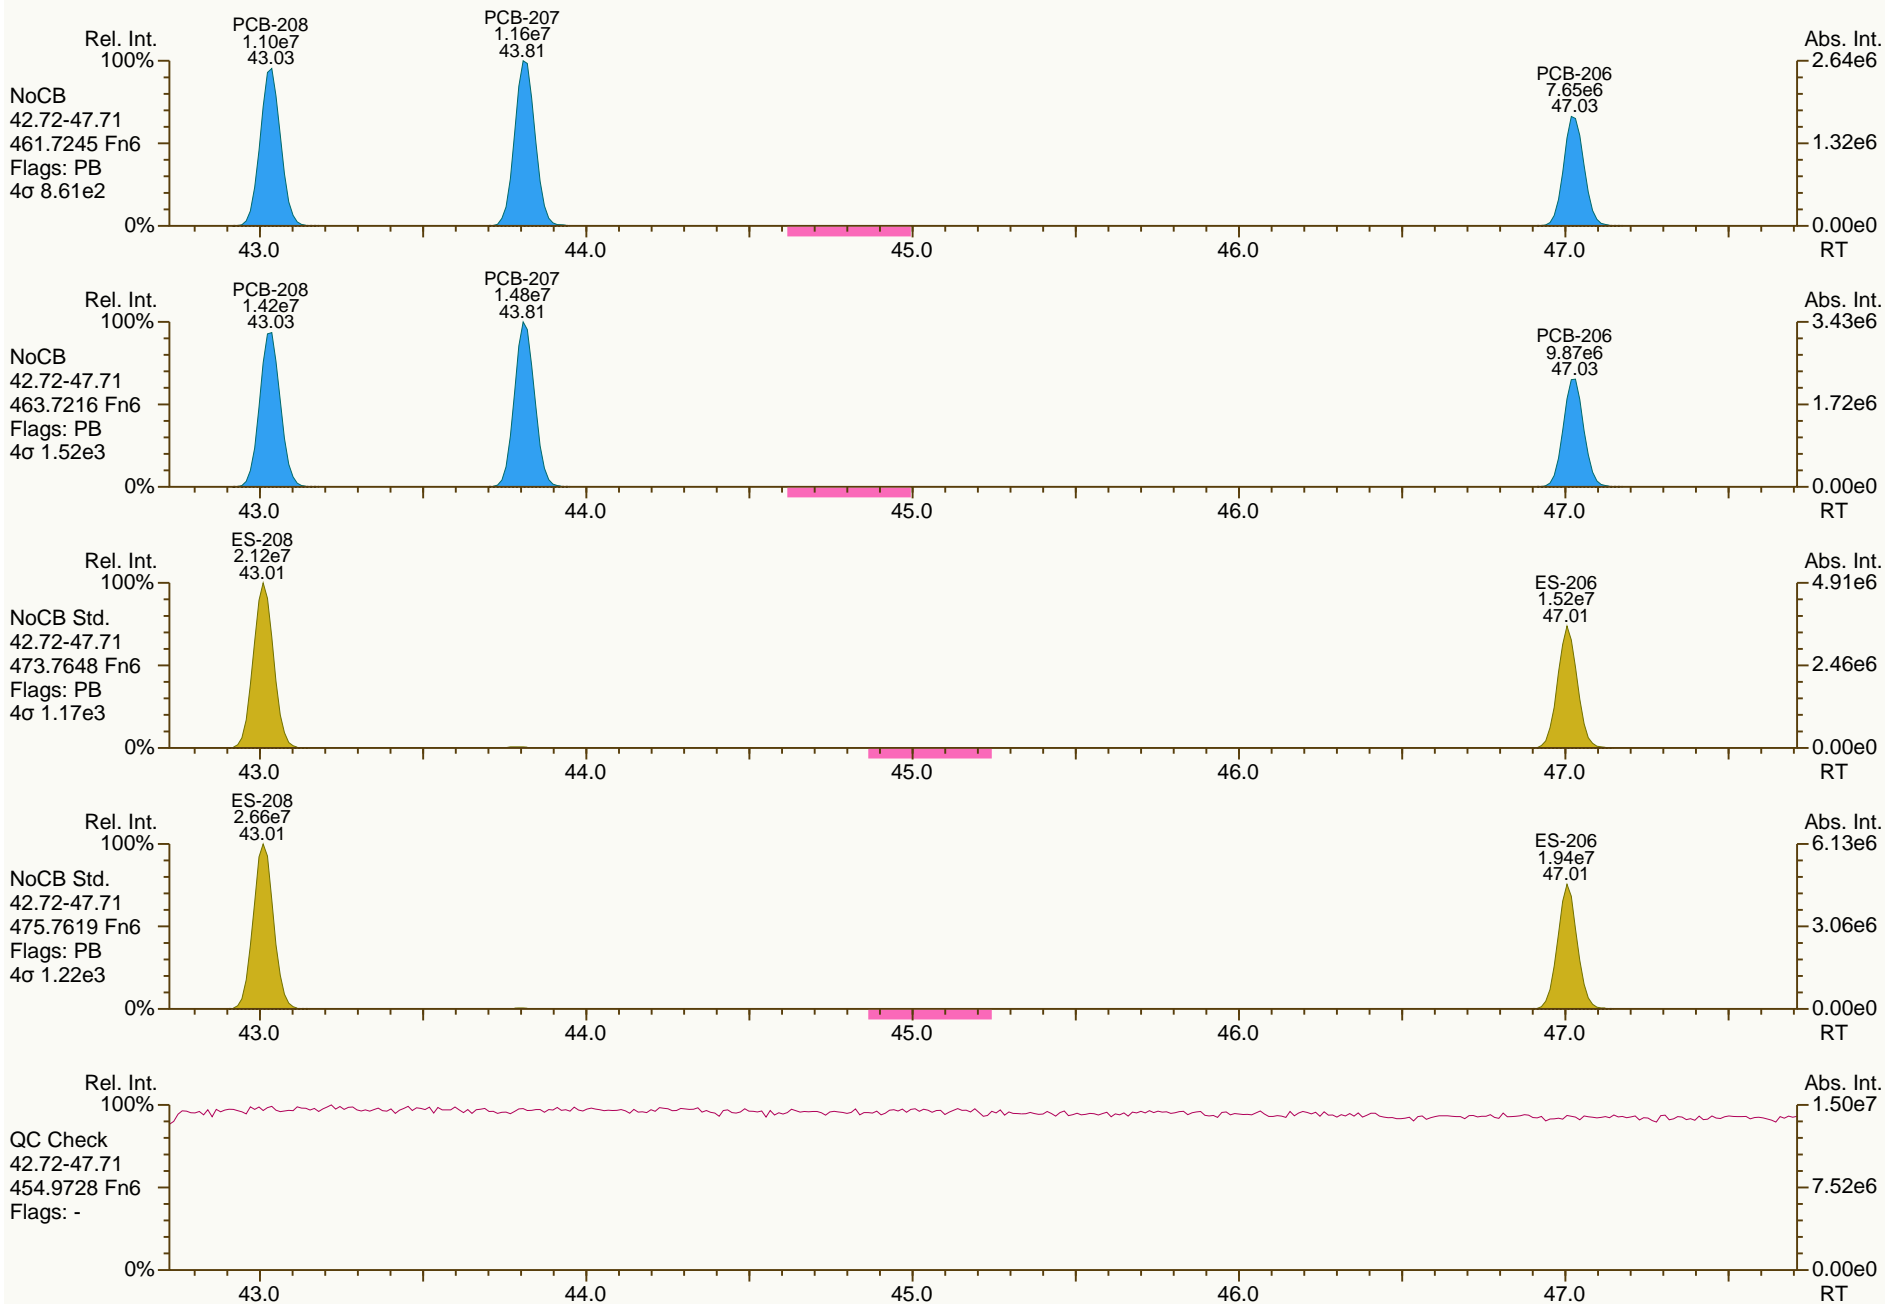 PCB-208
1.10e7
43.03
PCB-207
1.16e7
43.81
PCB-206
7.65e6
47.03
Rel. Int.
100%
0%
NoCB
42.72-47.71
461.7245 Fn6
Flags: PB
4σ 8.61e2
Abs. Int.
2.64e6
1.32e6
0.00e0
43.0 44.0 45.0 46.0 47.0 RT
PCB-208
1.42e7
43.03
PCB-207
1.48e7
43.81
PCB-206
9.87e6
47.03
Rel. Int.
100%
0%
NoCB
42.72-47.71
463.7216 Fn6
Flags: PB
4σ 1.52e3
Abs. Int.
3.43e6
1.72e6
0.00e0
43.0 44.0 45.0 46.0 47.0 RT
ES-208
2.12e7
43.01
ES-206
1.52e7
47.01
Rel. Int.
100%
0%
NoCB Std.
42.72-47.71
473.7648 Fn6
Flags: PB
4σ 1.17e3
Abs. Int.
4.91e6
2.46e6
0.00e0
43.0 44.0 45.0 46.0 47.0 RT
ES-208
2.66e7
43.01
ES-206
1.94e7
47.01
Rel. Int.
100%
0%
NoCB Std.
42.72-47.71
475.7619 Fn6
Flags: PB
4σ 1.22e3
Abs. Int.
6.13e6
3.06e6
0.00e0
43.0 44.0 45.0 46.0 47.0 RT
Rel. Int.
100%
0%
QC Check
42.72-47.71
454.9728 Fn6
Flags: -
Abs. Int.
1.50e7
7.52e6
0.00e0
43.0 44.0 45.0 46.0 47.0 RT